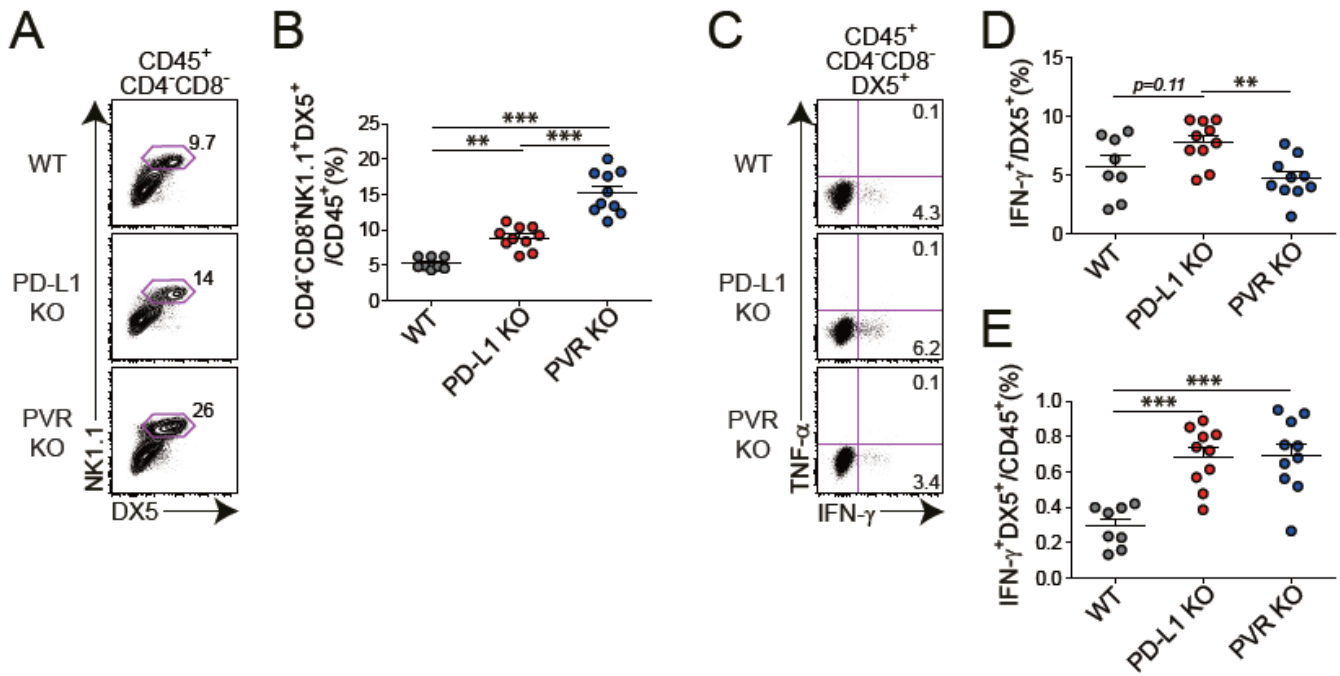 A
CD45⁺
CD4⁻CD8⁻
WT
9.7
PD-L1
KO
14
PVR
KO
26
NK1.1
DX5
B
CD4⁻CD8⁻NK1.1⁺DX5⁺
/CD45⁺(%)
25
20
15
10
5
0
***
** ***
WT
PD-L1 KO
PVR KO
C
CD45⁺
CD4⁻CD8⁻
DX5⁺
WT
0.1
4.3
PD-L1
KO
0.1
6.2
PVR
KO
0.1
3.4
TNF-α
IFN-γ
D
IFN-γ⁺/DX5⁺(%)
15
10
5
0
p=0.11 **
WT
PD-L1 KO
PVR KO
E
IFN-γ⁺DX5⁺/CD45⁺(%)
1.0
0.8
0.6
0.4
0.2
0.0
***
***
WT
PD-L1 KO
PVR KO